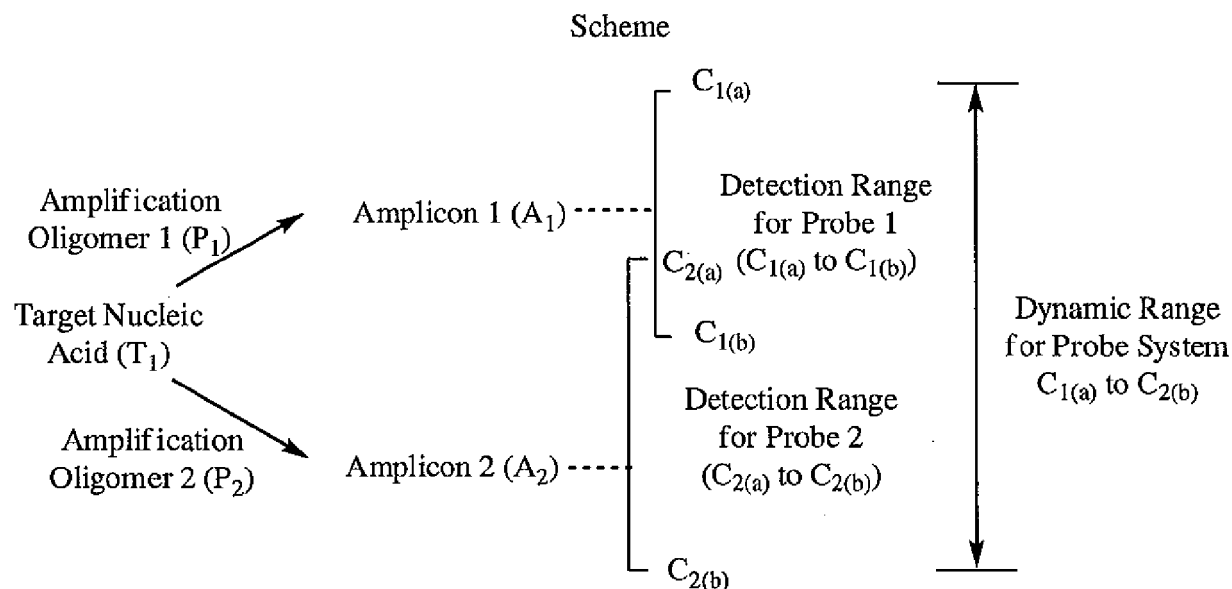 Scheme
C1(a)
Amplification
Oligomer 1 (P1)
Amplicon 1 (A1)
Detection Range
for Probe 1
C2(a) (C1(a) to C1(b))
Target Nucleic
Acid (T1)
C1(b)
Dynamic Range
for Probe System
C1(a) to C2(b)
Amplification
Oligomer 2 (P2)
Amplicon 2 (A2)
Detection Range
for Probe 2
(C2(a) to C2(b))
C2(b)